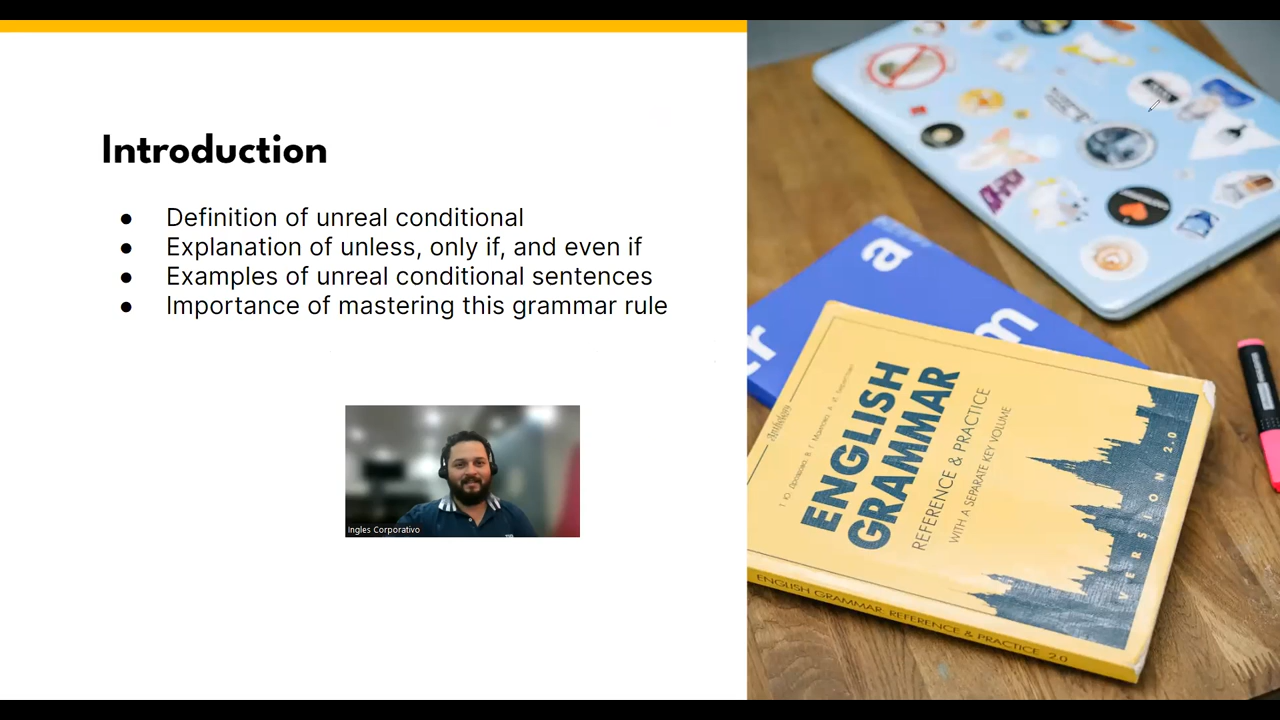 Introduction
● Definition of unreal conditional
● Explanation of unless, only if, and even if
● Examples of unreal conditional sentences
● Importance of mastering this grammar rule
Ingles Corporativo
a
r
m
Anthology
ENGLISH
GRAMMAR
REFERENCE & PRACTICE
WITH A SEPARATE KEY VOLUME
VERSION 2.0
ENGLISH GRAMMAR: REFERENCE & PRACTICE 2.0